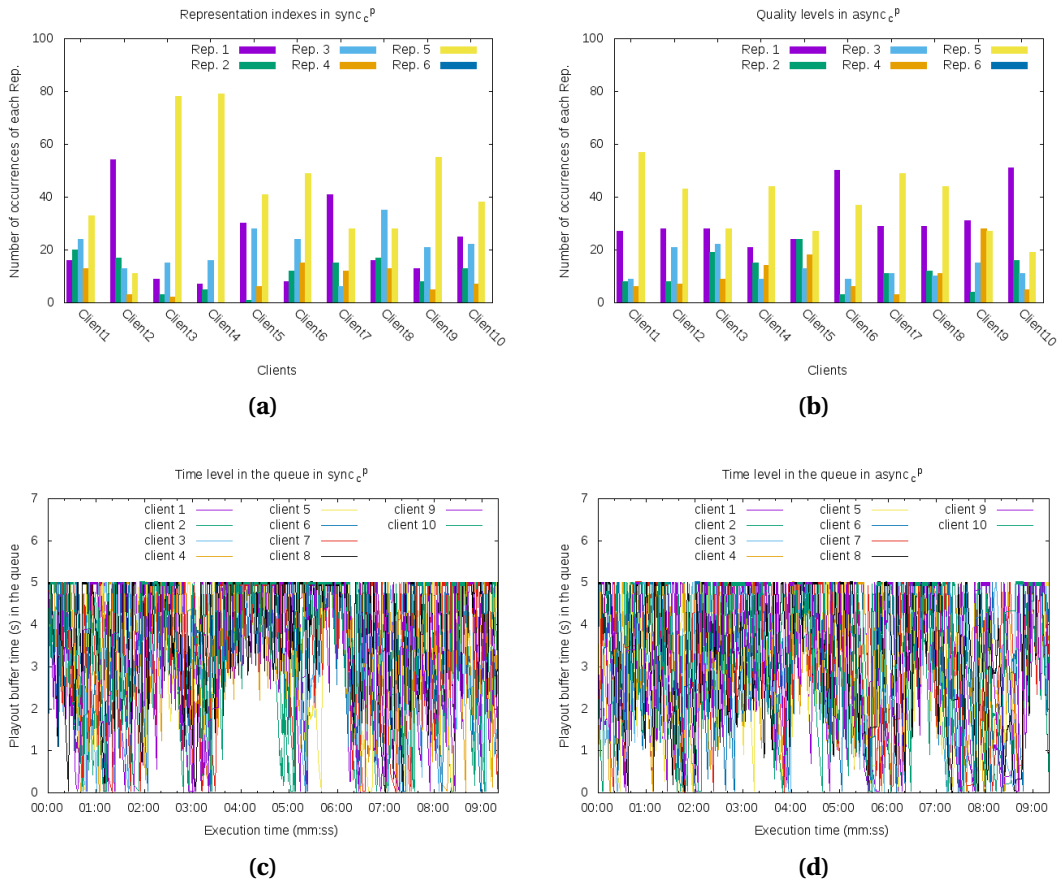 Representation indexes in sync c p
Number of occurrences of each Rep.
100
80
60
40
20
0
Rep. 1 Rep. 3 Rep. 5
Rep. 2 Rep. 4 Rep. 6
Client1 Client2 Client3 Client4 Client5 Client6 Client7 Client8 Client9 Client10
Clients
(a)
Quality levels in async c p
Number of occurrences of each Rep.
100
80
60
40
20
0
Rep. 1 Rep. 3 Rep. 5
Rep. 2 Rep. 4 Rep. 6
Client1 Client2 Client3 Client4 Client5 Client6 Client7 Client8 Client9 Client10
Clients
(b)
Time level in the queue in sync c p
Playout buffer time (s) in the queue
7
6
5
4
3
2
1
0
client 1 client 5 client 9
client 2 client 6 client 10
client 3 client 7
client 4 client 8
00:00 01:00 02:00 03:00 04:00 05:00 06:00 07:00 08:00 09:00
Execution time (mm:ss)
(c)
Time level in the queue in async c p
Playout buffer time (s) in the queue
7
6
5
4
3
2
1
0
client 1 client 5 client 9
client 2 client 6 client 10
client 3 client 7
client 4 client 8
00:00 01:00 02:00 03:00 04:00 05:00 06:00 07:00 08:00 09:00
Execution time (mm:ss)
(d)